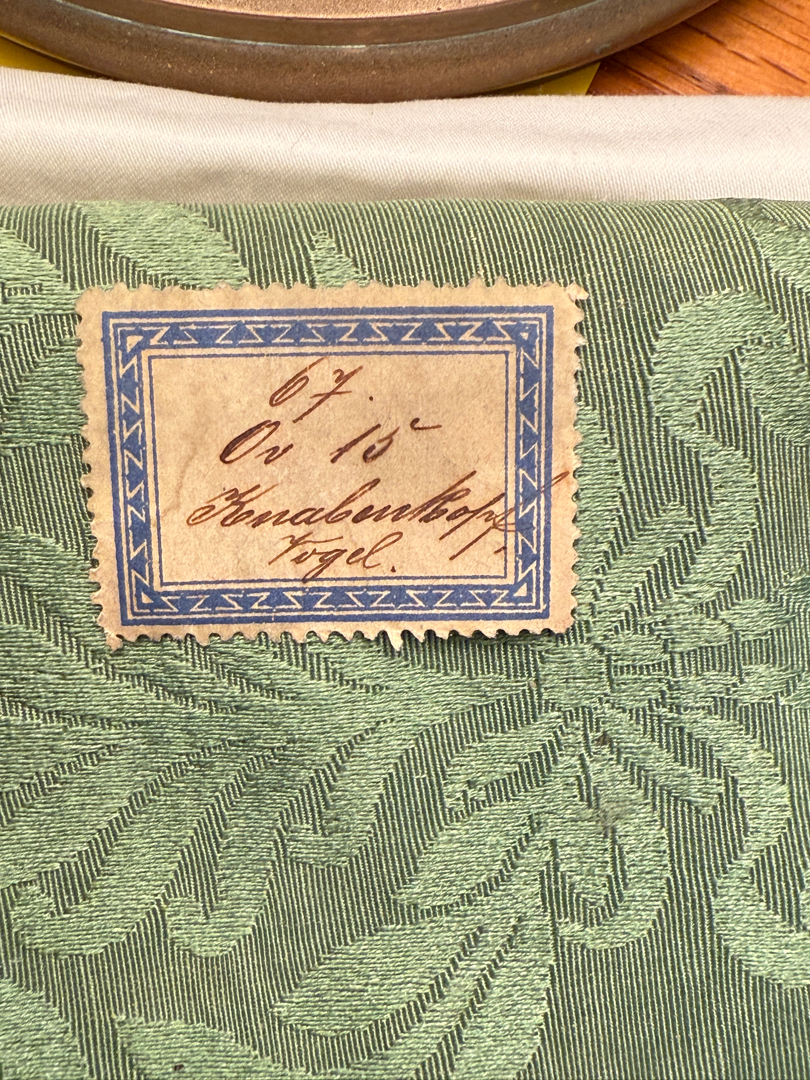 67.
Ov 15
Knabenkopf
Vogel.